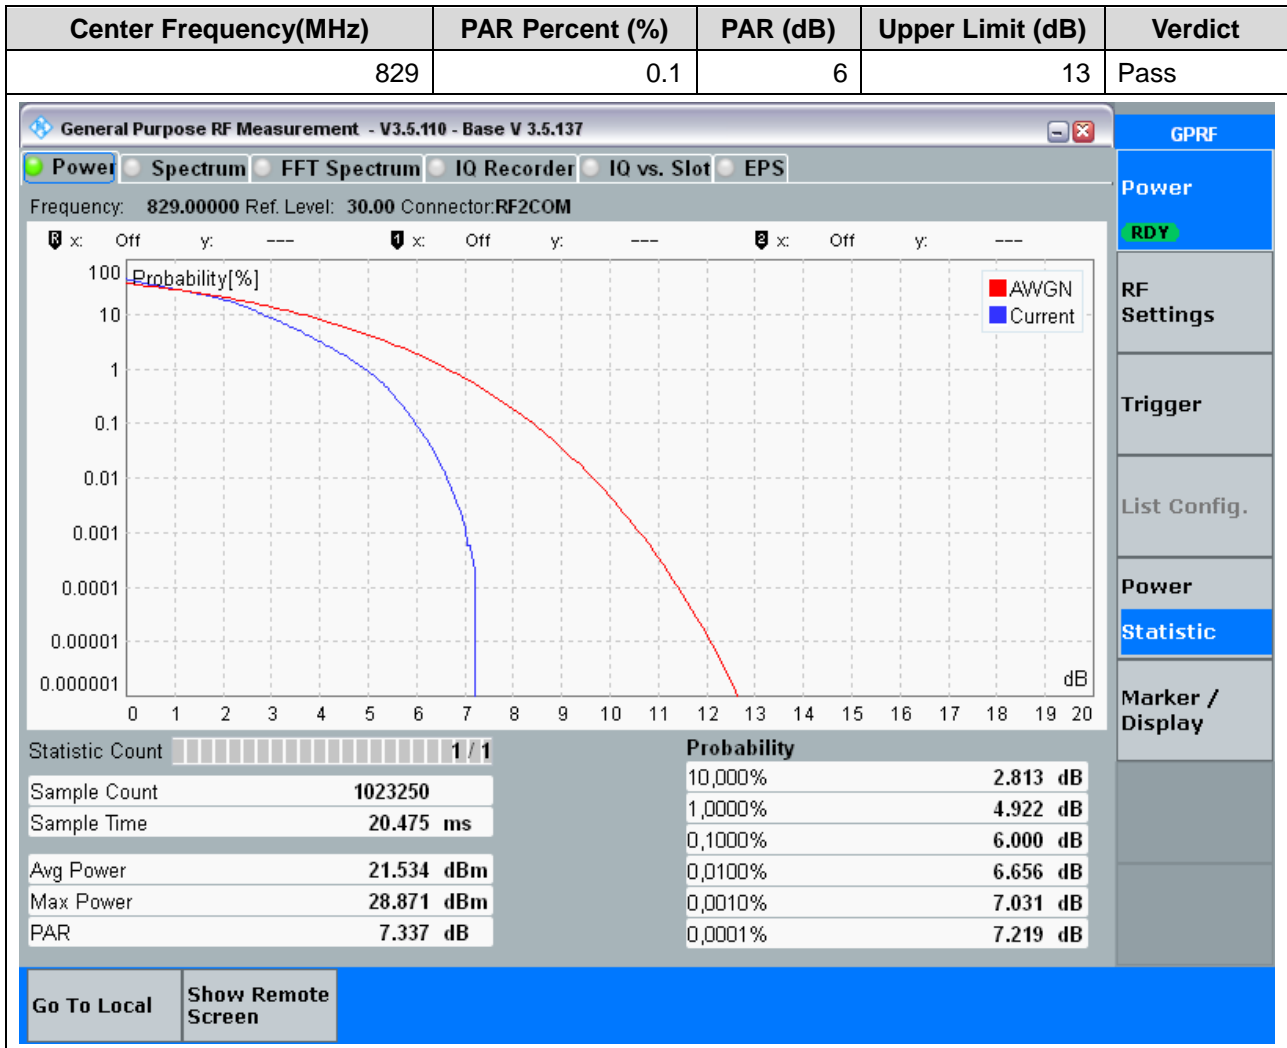 Center Frequency(MHz) PAR Percent (%) PAR (dB) Upper Limit (dB) Verdict
829 0.1 6 13 Pass
General Purpose RF Measurement - V3.5.110 - Base V 3.5.137
GPRF
Power Spectrum FFT Spectrum IQ Recorder IQ vs. Slot EPS
Power
RDY
Frequency: 829.00000 Ref. Level: 30.00 Connector:RF2COM
R x: Off y: --- 1 x: Off y: --- 2 x: Off y: ---
Probability[%]
AWGN
Current
100
10
1
0.1
0.01
0.001
0.0001
0.00001
0.000001
dB
0 1 2 3 4 5 6 7 8 9 10 11 12 13 14 15 16 17 18 19 20
RF
Settings
Trigger
List Config.
Power
Statistic
Marker /
Display
Statistic Count 1 / 1
Sample Count 1023250
Sample Time 20.475 ms
Avg Power 21.534 dBm
Max Power 28.871 dBm
PAR 7.337 dB
Probability
10,000% 2.813 dB
1,0000% 4.922 dB
0,1000% 6.000 dB
0,0100% 6.656 dB
0,0010% 7.031 dB
0,0001% 7.219 dB
Go To Local
Show Remote
Screen